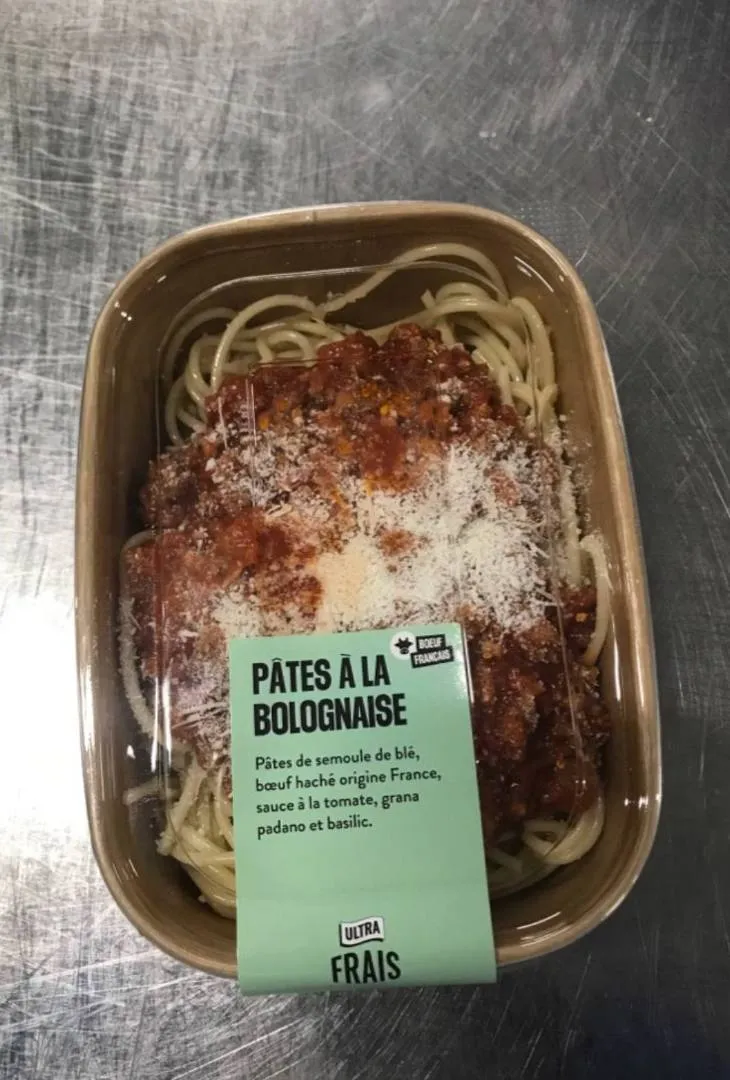 BŒUF
FRANÇAIS
PÂTES À LA
BOLOGNAISE
Pâtes de semoule de blé,
bœuf haché origine France,
sauce à la tomate, grana
padano et basilic.
ULTRA
FRAIS